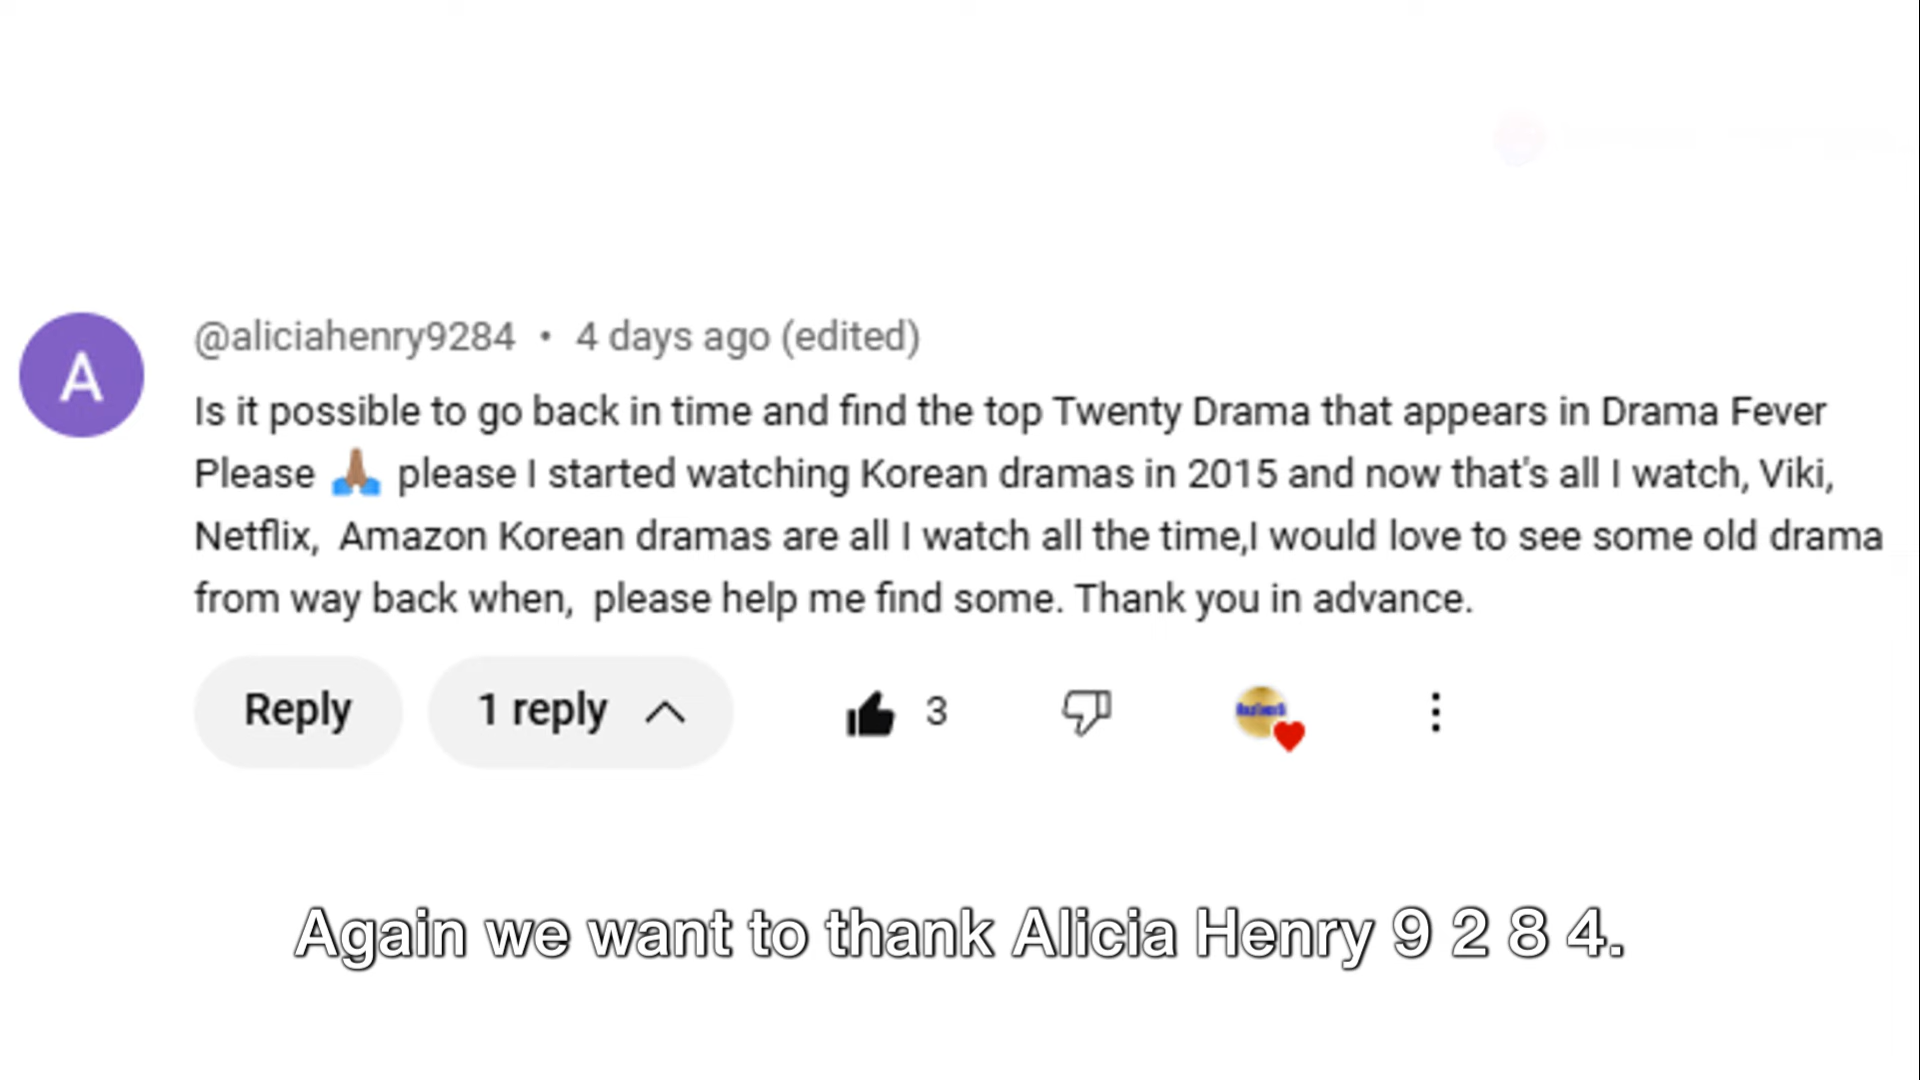 @aliciahenry9284 • 4 days ago (edited)
Is it possible to go back in time and find the top Twenty Drama that appears in Drama Fever
Please 🙏🏽 please I started watching Korean dramas in 2015 and now that's all I watch, Viki,
Netflix, Amazon Korean dramas are all I watch all the time,I would love to see some old drama
from way back when, please help me find some. Thank you in advance.
A
Reply 1 reply 3
Again we want to thank Alicia Henry 9 2 8 4.